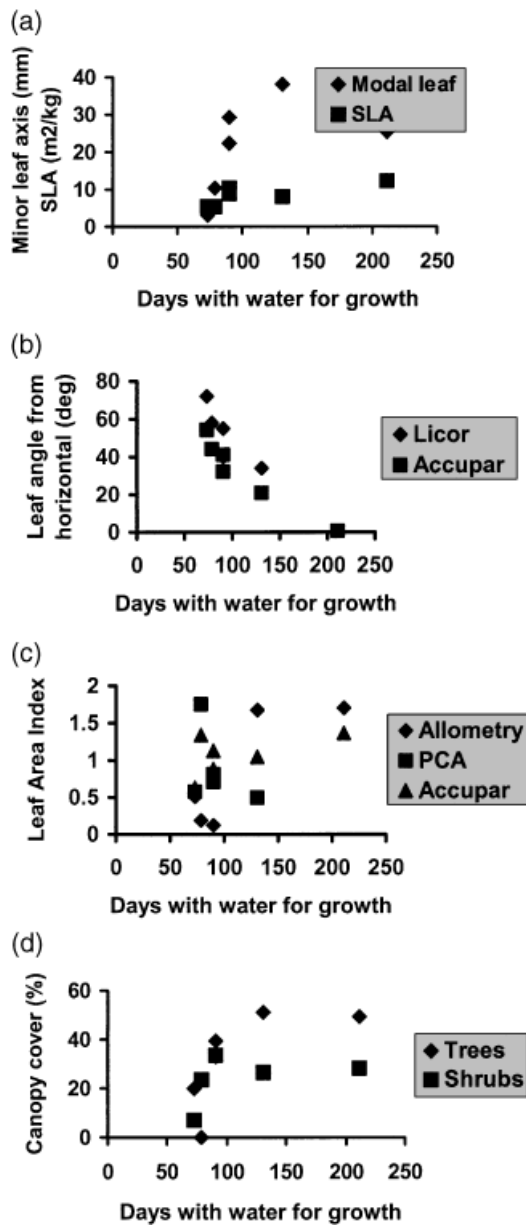 (a)
Minor leaf axis (mm)
SLA (m2/kg)
40
30
20
10
0
0 50 100 150 200 250
Days with water for growth
Modal leaf
SLA
(b)
Leaf angle from
horizontal (deg)
80
60
40
20
0
0 50 100 150 200 250
Days with water for growth
Licor
Accupar
(c)
Leaf Area Index
2
1.5
1
0.5
0
0 50 100 150 200 250
Days with water for growth
Allometry
PCA
Accupar
(d)
Canopy cover (%)
60
40
20
0
0 50 100 150 200 250
Days with water for growth
Trees
Shrubs